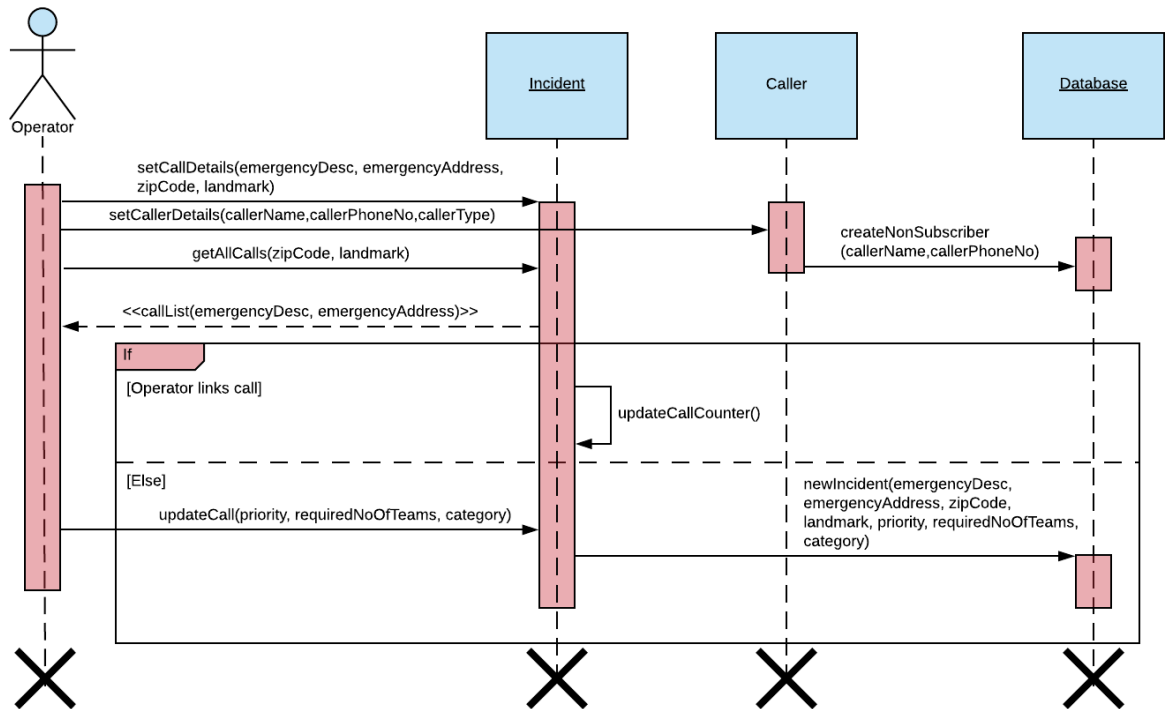 Operator
Incident
Caller
Database
setCallDetails(emergencyDesc, emergencyAddress,
zipCode, landmark)
setCallerDetails(callerName,callerPhoneNo,callerType)
createNonSubscriber
(callerName,callerPhoneNo)
getAllCalls(zipCode, landmark)
<<callList(emergencyDesc, emergencyAddress)>>
If
[Operator links call]
updateCallCounter()
[Else]
newIncident(emergencyDesc,
emergencyAddress, zipCode,
landmark, priority, requiredNoOfTeams,
category)
updateCall(priority, requiredNoOfTeams, category)